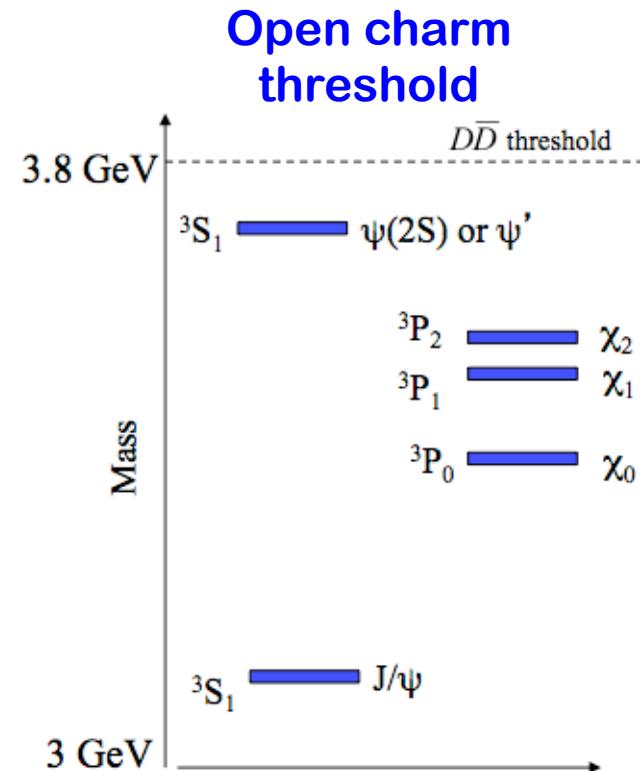 Open charm
threshold
DD̅ threshold
3.8 GeV
³S₁ ψ(2S) or ψ’
³P₂ χ₂
³P₁ χ₁
³P₀ χ₀
Mass
³S₁ J/ψ
3 GeV